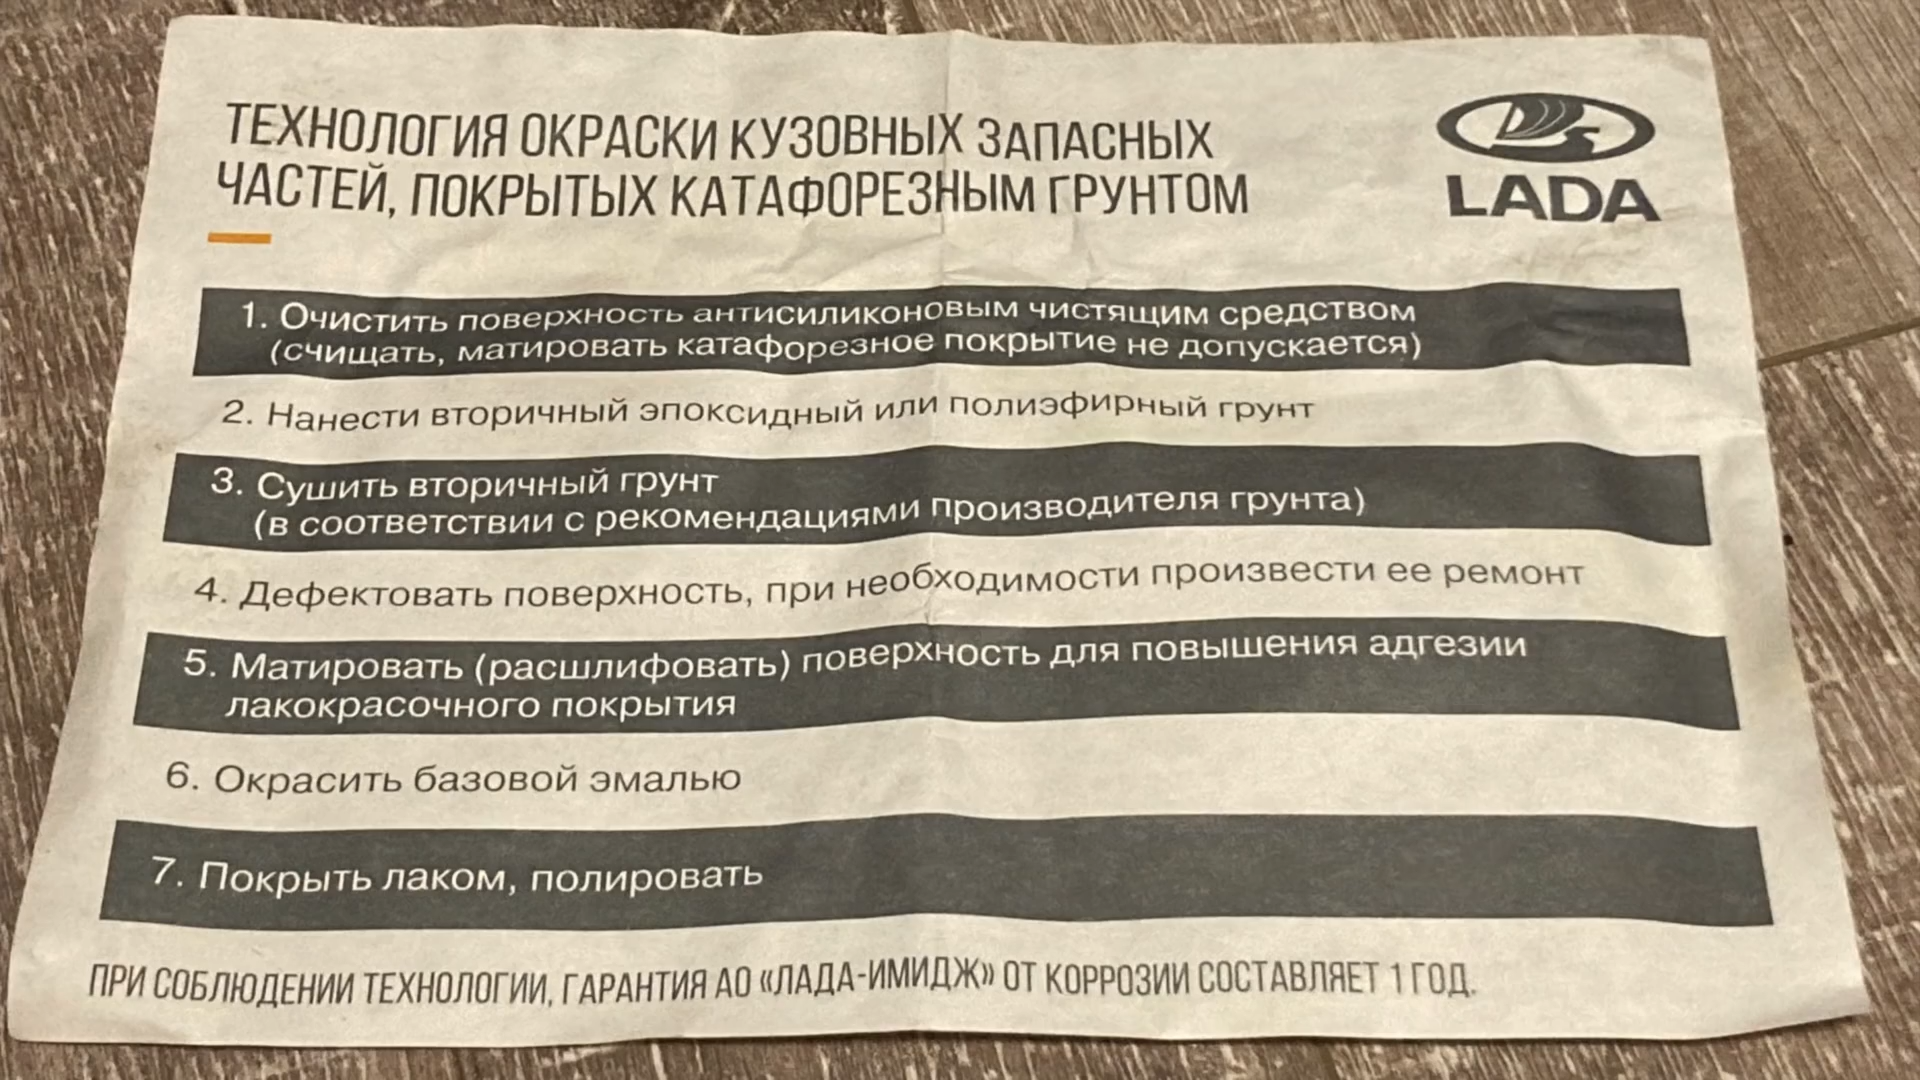 ТЕХНОЛОГИЯ ОКРАСКИ КУЗОВНЫХ ЗАПАСНЫХ
ЧАСТЕЙ, ПОКРЫТЫХ КАТАФОРЕЗНЫМ ГРУНТОМ
LADA
1. Очистить поверхность антисиликоновым чистящим средством
(счищать, матировать катафорезное покрытие не допускается)
2. Нанести вторичный эпоксидный или полиэфирный грунт
3. Сушить вторичный грунт
(в соответствии с рекомендациями производителя грунта)
4. Дефектовать поверхность, при необходимости произвести ее ремонт
5. Матировать (расшлифовать) поверхность для повышения адгезии
лакокрасочного покрытия
6. Окрасить базовой эмалью
7. Покрыть лаком, полировать
ПРИ СОБЛЮДЕНИИ ТЕХНОЛОГИИ, ГАРАНТИЯ АО «ЛАДА-ИМИДЖ» ОТ КОРРОЗИИ СОСТАВЛЯЕТ 1 ГОД.